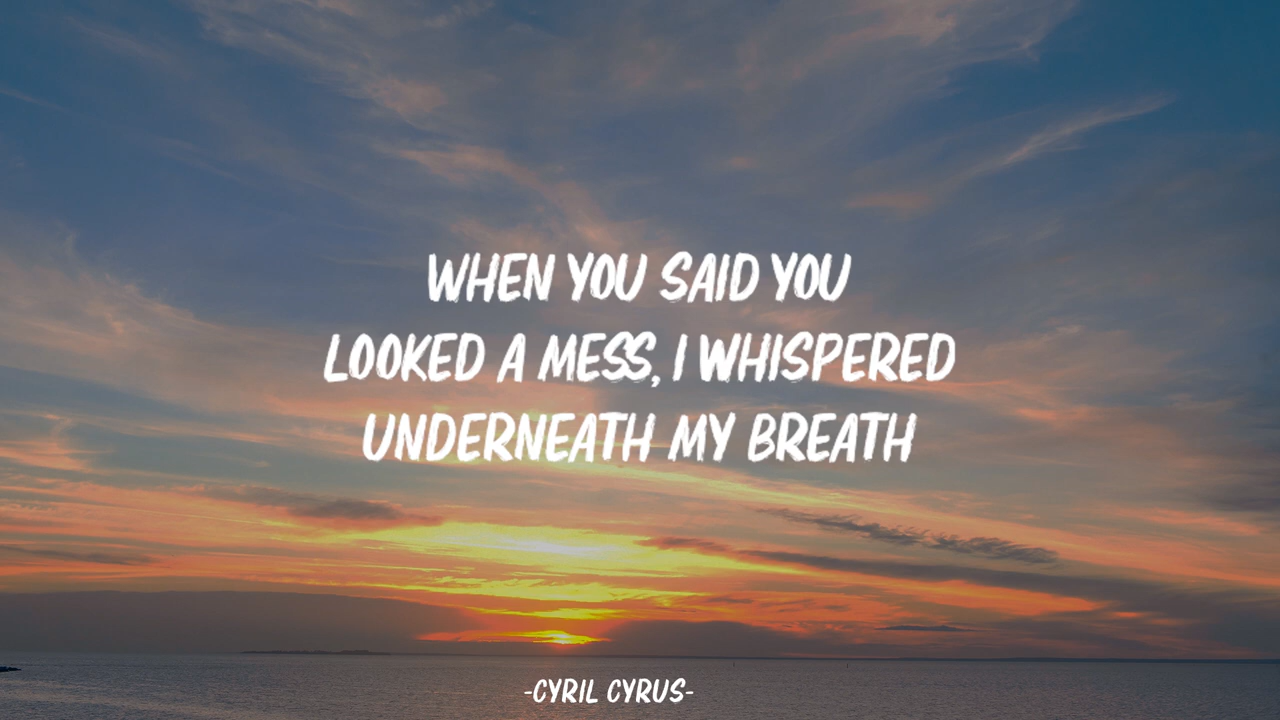 WHEN YOU SAID YOU
LOOKED A MESS, I WHISPERED
UNDERNEATH MY BREATH
-CYRIL CYRUS-